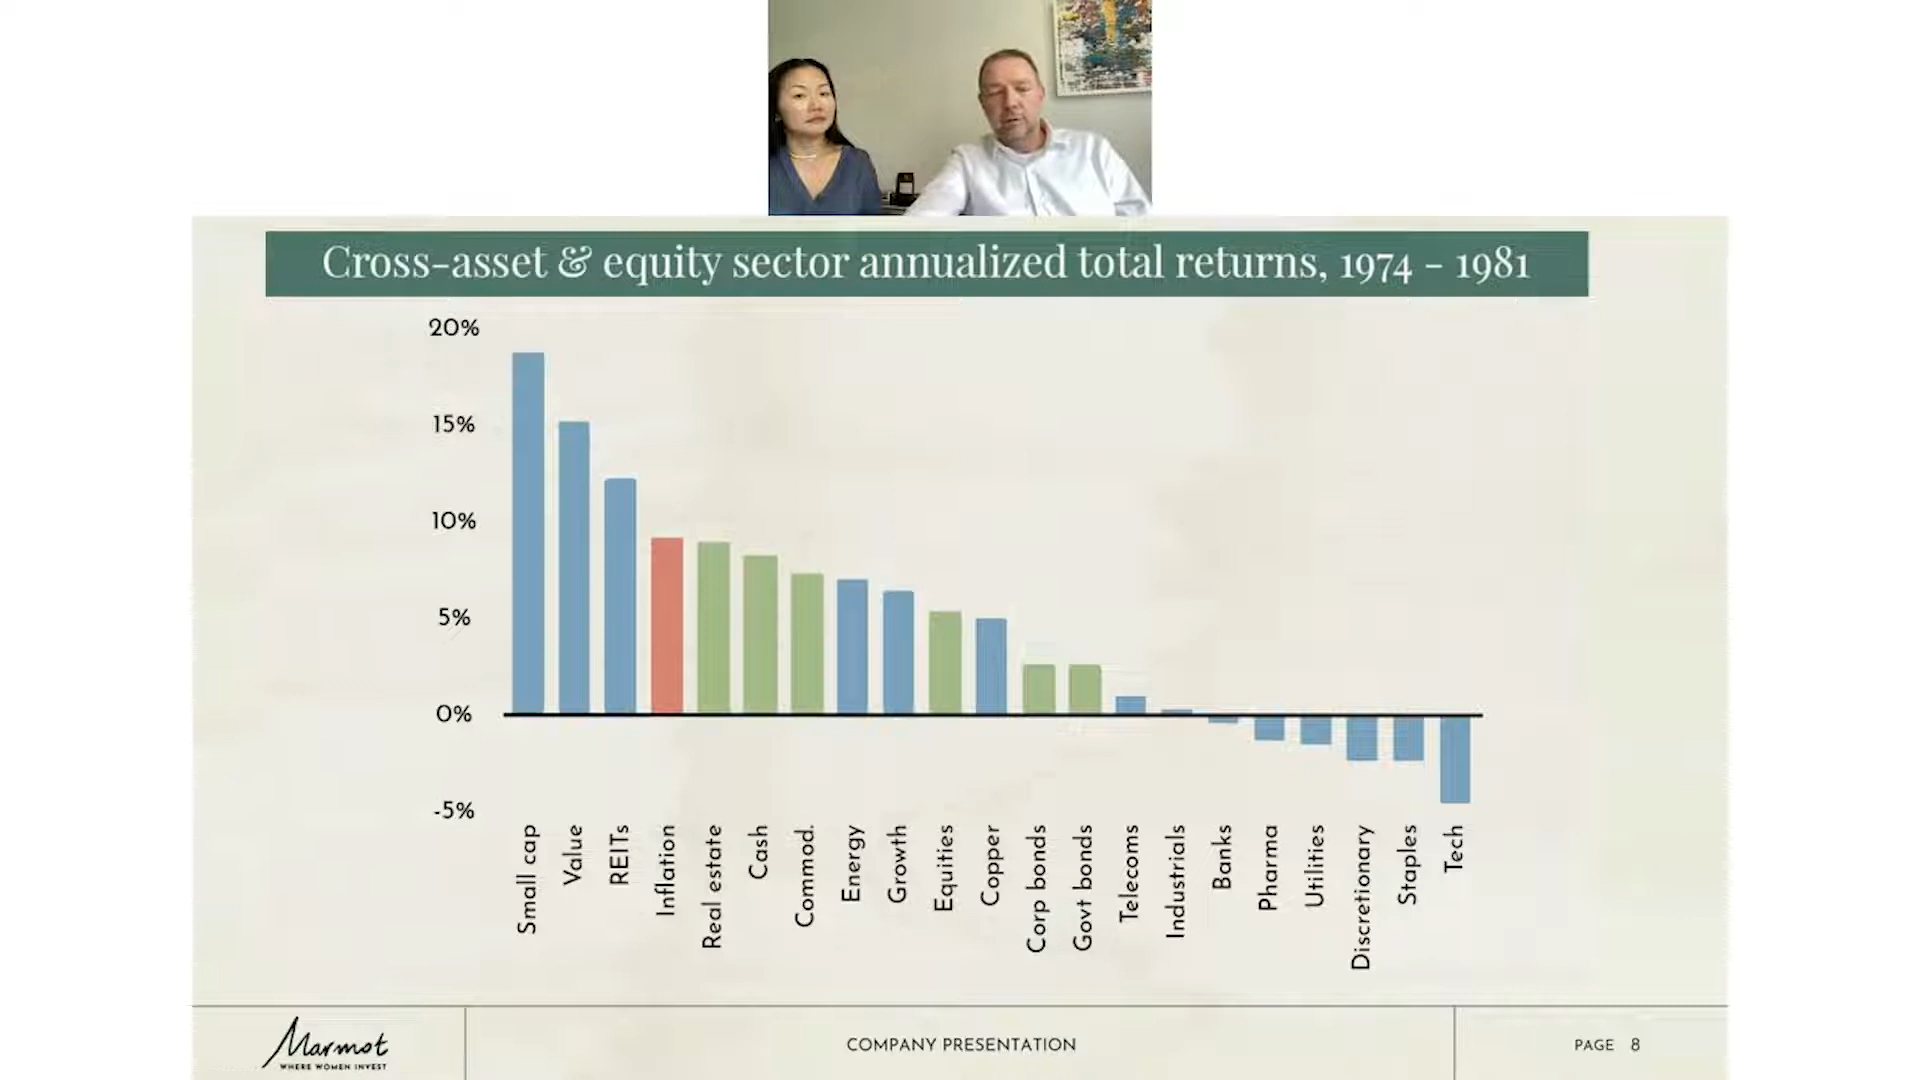 Cross-asset & equity sector annualized total returns, 1974 - 1981
20%
15%
10%
5%
0%
-5%
Small cap
Value
REITs
Inflation
Real estate
Cash
Commod.
Energy
Growth
Equities
Copper
Corp bonds
Govt bonds
Telecoms
Industrials
Banks
Pharma
Utilities
Discretionary
Staples
Tech
Marmot
WHERE WOMEN INVEST
COMPANY PRESENTATION
PAGE 8